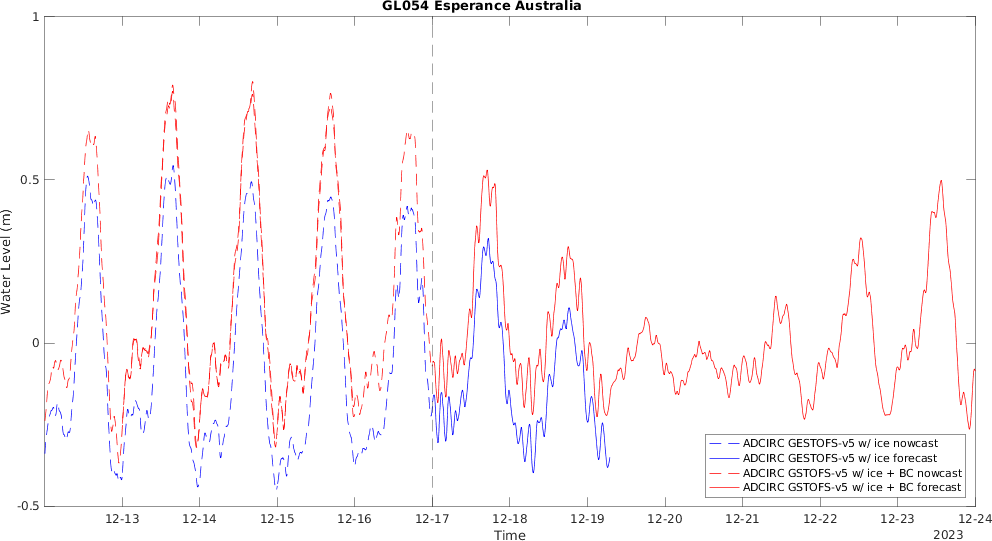 GL054 Esperance Australia
Water Level (m)
1
0.5
0
-0.5
12-13 12-14 12-15 12-16 12-17 12-18 12-19 12-20 12-21 12-22 12-23 12-24
Time
2023
ADCIRC GESTOFS-v5 w/ ice nowcast
ADCIRC GESTOFS-v5 w/ ice forecast
ADCIRC GSTOFS-v5 w/ ice + BC nowcast
ADCIRC GSTOFS-v5 w/ ice + BC forecast